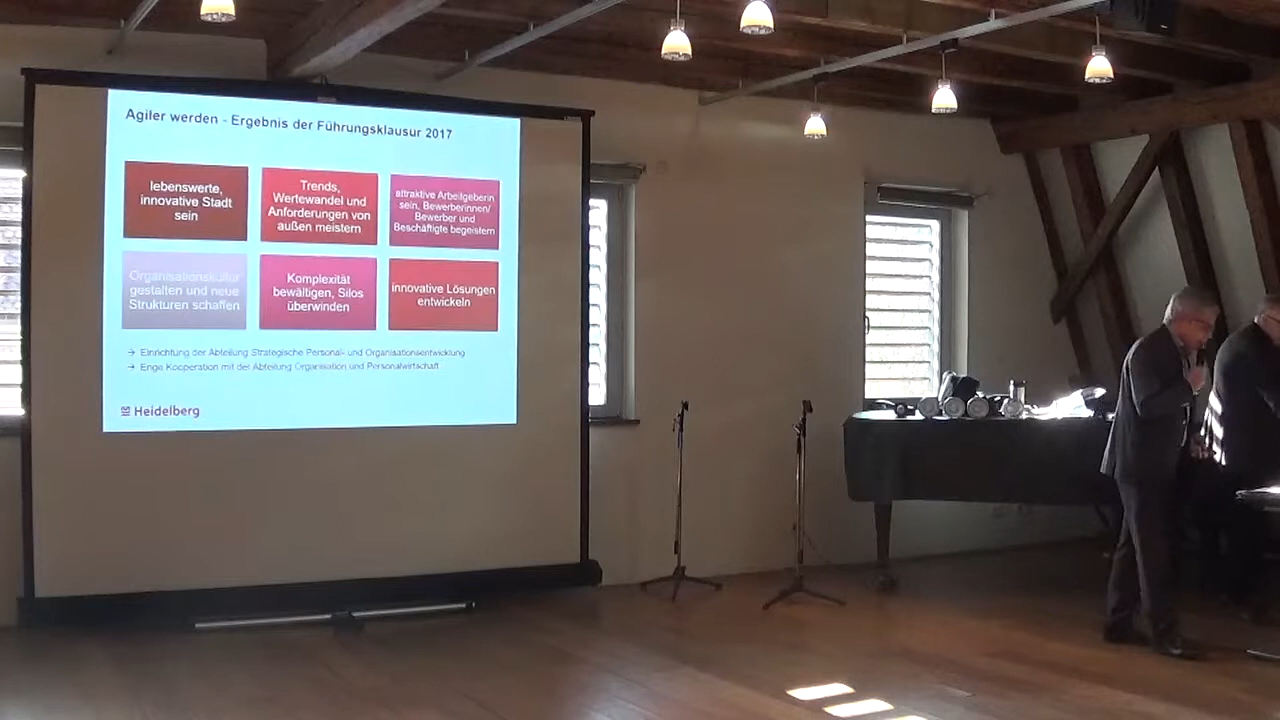 Agiler werden - Ergebnis der Führungsklausur 2017
lebenswerte,
innovative Stadt
sein
Trends,
Wertewandel und
Anforderungen von
außen meistern
attraktive Arbeitgeberin
sein, Bewerberinnen/
Bewerber und
Beschäftigte begeistern
Organisationskultur
gestalten und neue
Strukturen schaffen
Komplexität
bewältigen, Silos
überwinden
innovative Lösungen
entwickeln
→ Einrichtung der Abteilung Strategische Personal- und Organisationsentwicklung
→ Enge Kooperation mit der Abteilung Organisation und Personalwirtschaft
Heidelberg